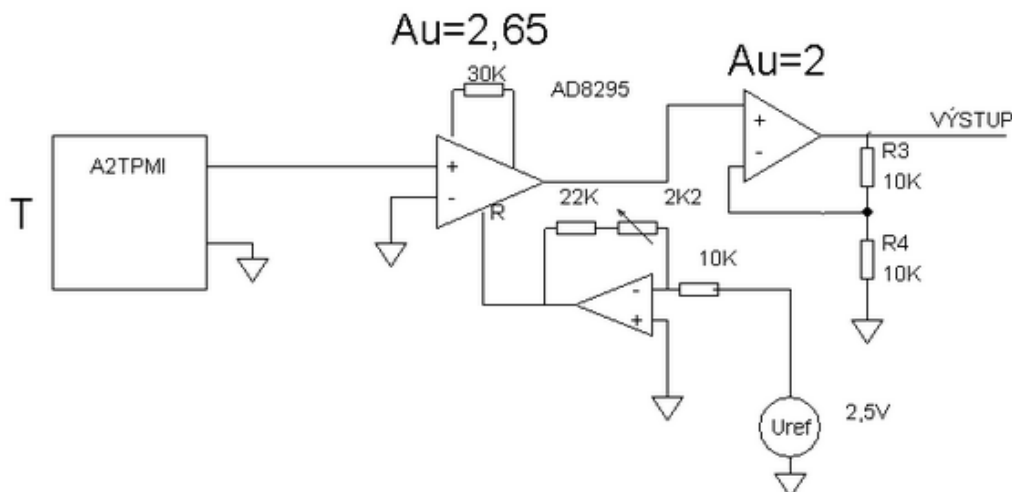 Au=2,65
30K
AD8295
Au=2
A2TPMI
T
+
-
R
22K
2K2
10K
-
+
+
-
VÝSTUP
R3
10K
R4
10K
2,5V
Uref